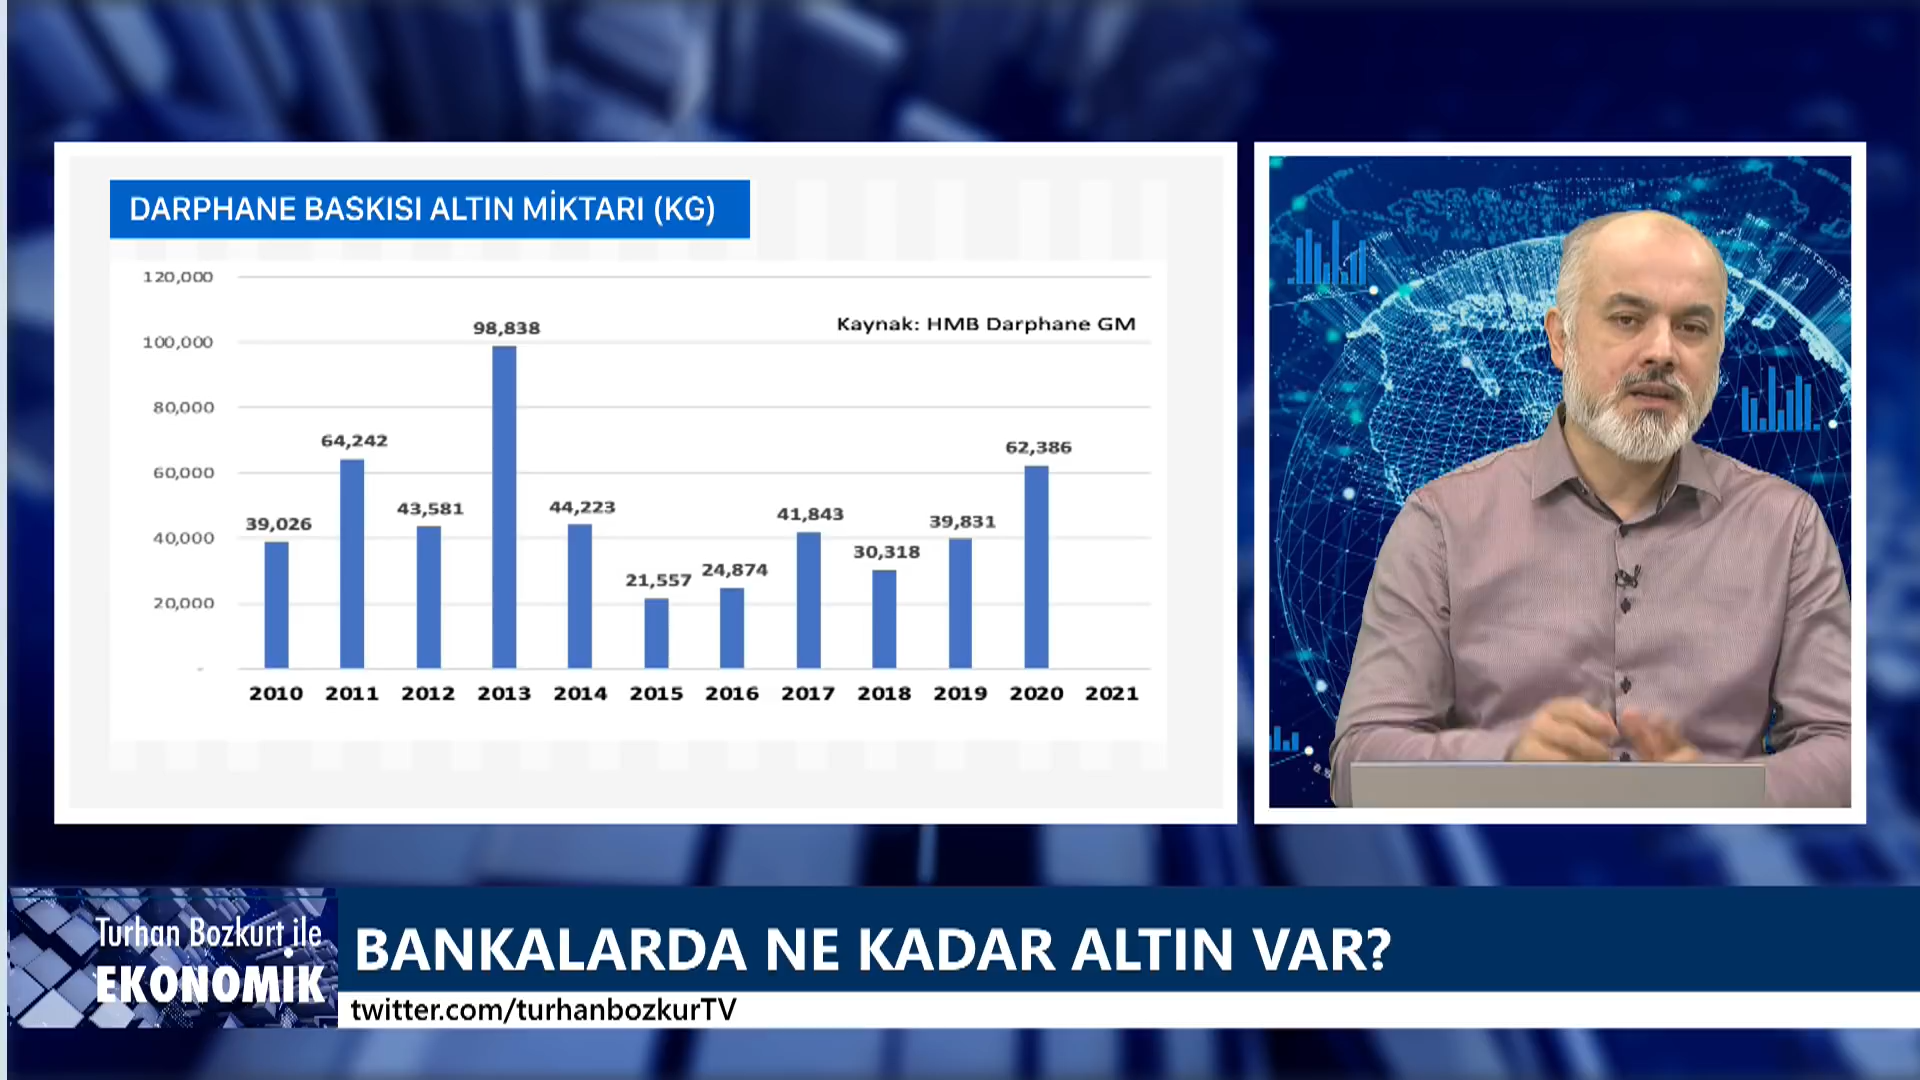 DARPHANE BASKISI ALTIN MİKTARI (KG)
120,000
100,000
80,000
60,000
40,000
20,000
-
Kaynak: HMB Darphane GM
39,026
64,242
43,581
98,838
44,223
21,557
24,874
41,843
30,318
39,831
62,386
2010 2011 2012 2013 2014 2015 2016 2017 2018 2019 2020 2021
Turhan Bozkurt ile
EKONOMİK
BANKALARDA NE KADAR ALTIN VAR?
twitter.com/turhanbozkurTV